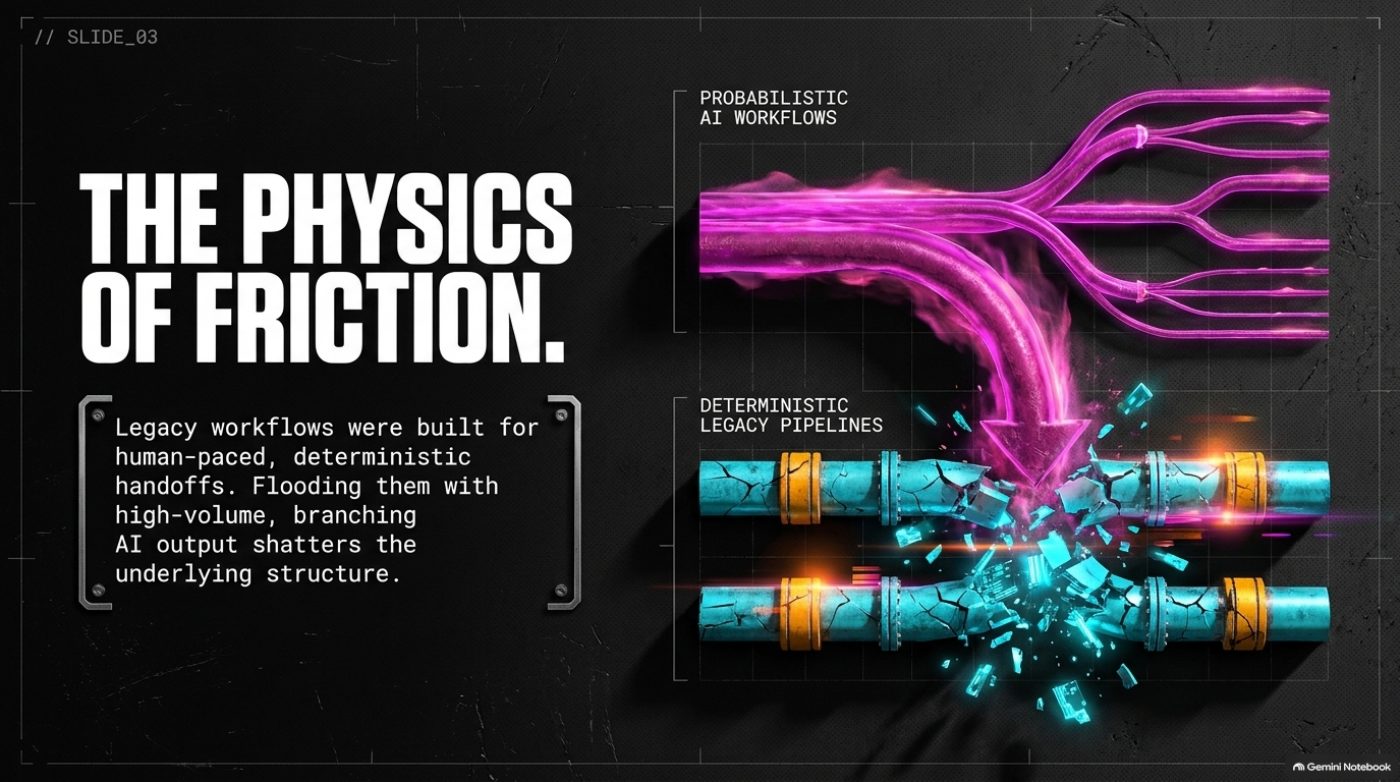 // SLIDE_03
THE PHYSICS
OF FRICTION.
Legacy workflows were built for
human-paced, deterministic
handoffs. Flooding them with
high-volume, branching
AI output shatters the
underlying structure.
PROBABILISTIC
AI WORKFLOWS
DETERMINISTIC
LEGACY PIPELINES
Gemini Notebook